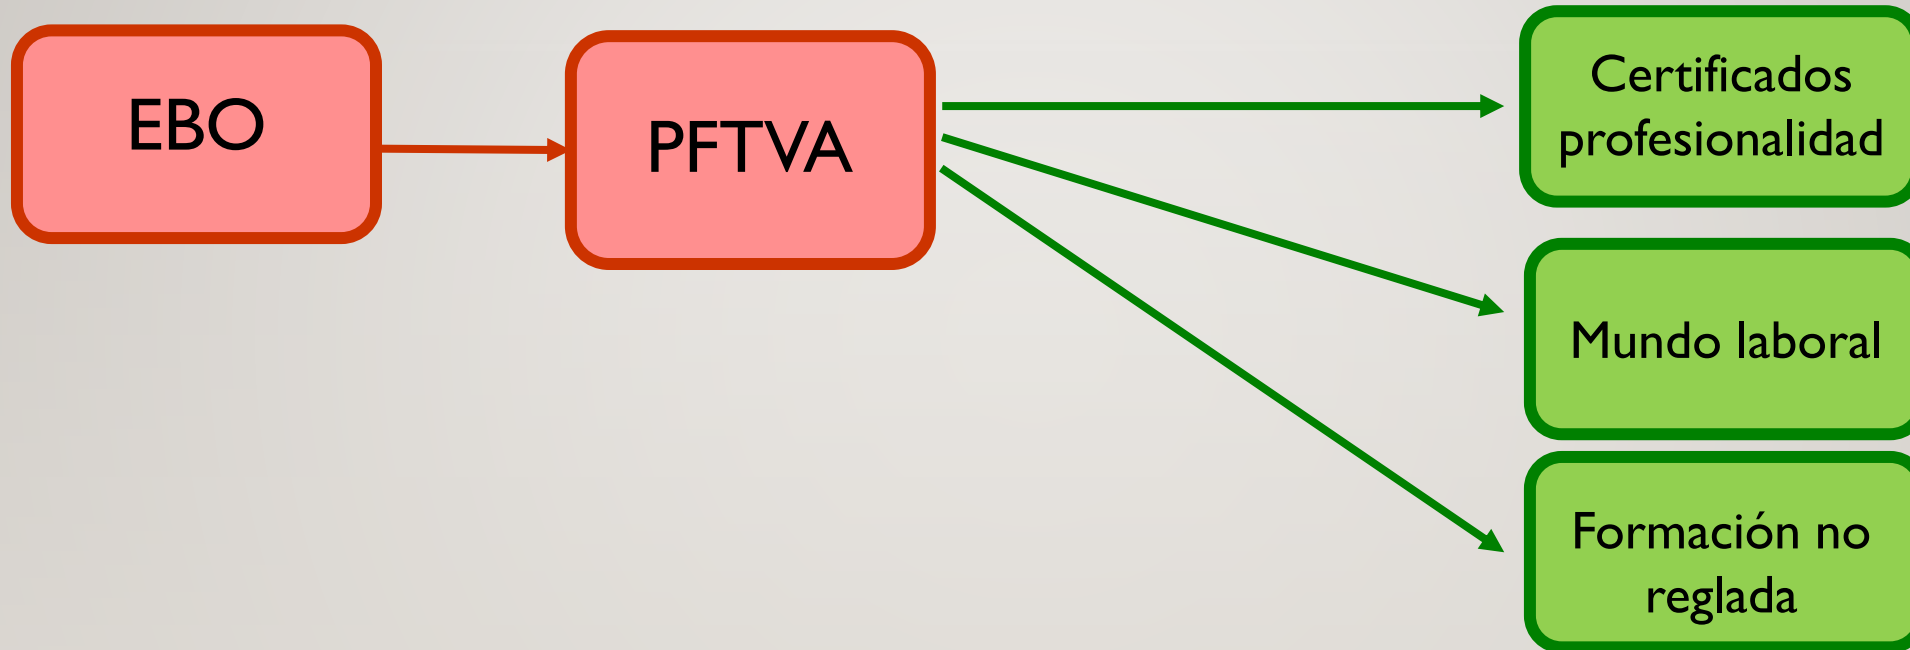 EBO
PFTVA
Certificados
profesionalidad
Mundo laboral
Formación no
reglada